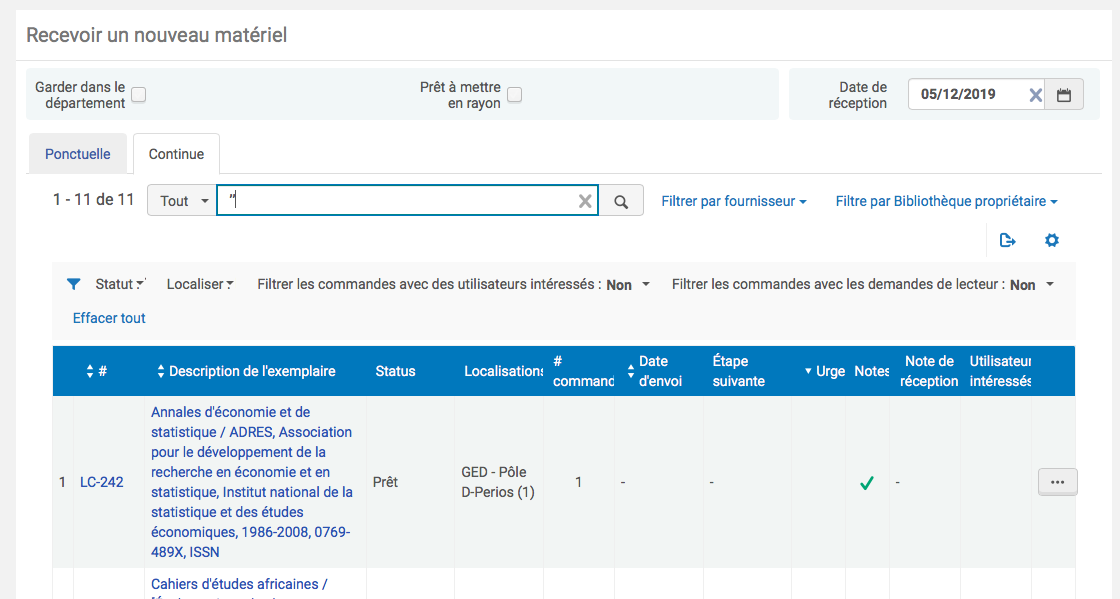 Recevoir un nouveau matériel
Garder dans le
département
Prêt à mettre
en rayon
Date de
réception
05/12/2019
Ponctuelle
Continue
1 - 11 de 11
Tout
"
Filtrer par fournisseur
Filtre par Bibliothèque propriétaire
Statut
Localiser
Filtrer les commandes avec des utilisateurs intéressés : Non
Filtrer les commandes avec les demandes de lecteur : Non
Effacer tout
#
Description de l'exemplaire
Status
Localisations
#
command
Date
d'envoi
Étape
suivante
Urge
Notes
Note de
réception
Utilisateur
intéressés
1
LC-242
Annales d'économie et de
statistique / ADRES, Association
pour le développement de la
recherche en économie et en
statistique, Institut national de la
statistique et des études
économiques, 1986-2008, 0769-
489X, ISSN
Prêt
GED - Pôle
D-Perios (1)
1
-
-
-
...
Cahiers d'études africaines /